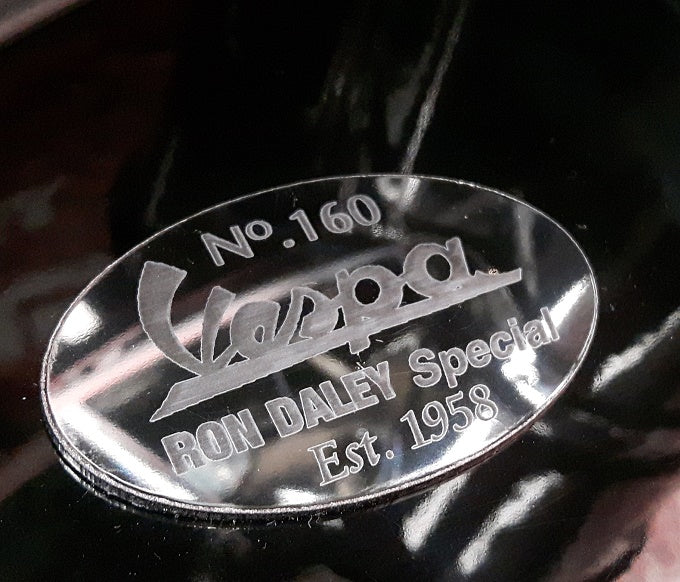 Nº.160
Vespa
RON DALEY Special
Est. 1958